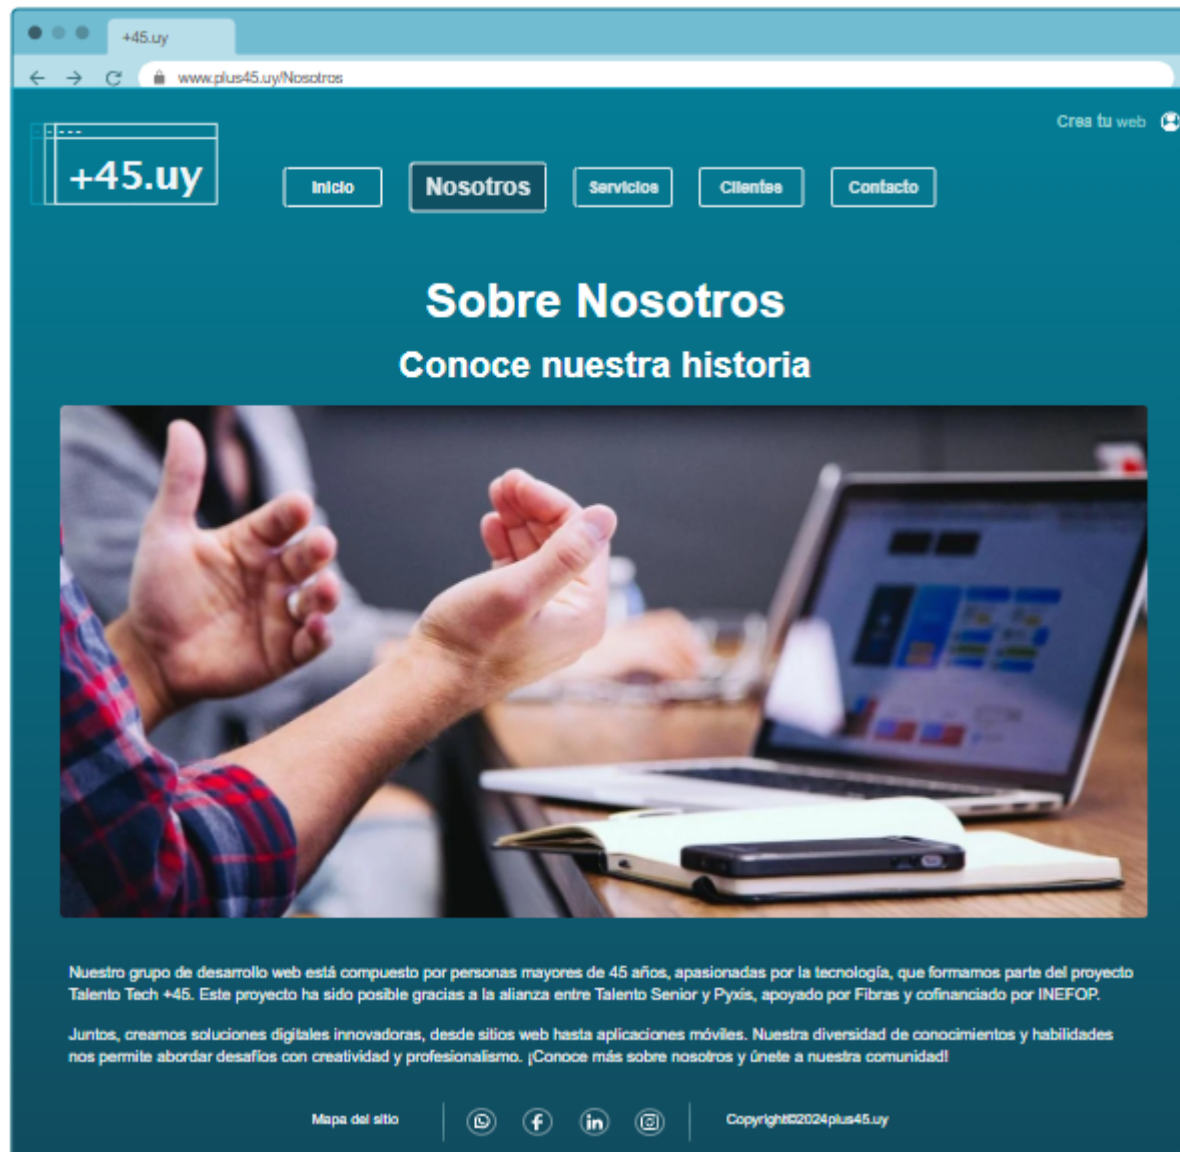 +45.uy
www.plus45.uy/Nosotros
Crea tu web
+45.uy
Inicio
Nosotros
Servicios
Clientes
Contacto
Sobre Nosotros
Conoce nuestra historia
Nuestro grupo de desarrollo web está compuesto por personas mayores de 45 años, apasionadas por la tecnología, que formamos parte del proyecto
Talento Tech +45. Este proyecto ha sido posible gracias a la alianza entre Talento Senior y Pyxis, apoyado por Fibras y cofinanciado por INEFOP.
Juntos, creamos soluciones digitales innovadoras, desde sitios web hasta aplicaciones móviles. Nuestra diversidad de conocimientos y habilidades
nos permite abordar desafíos con creatividad y profesionalismo. ¡Conoce más sobre nosotros y únete a nuestra comunidad!
Mapa del sitio
Copyright©2024plus45.uy